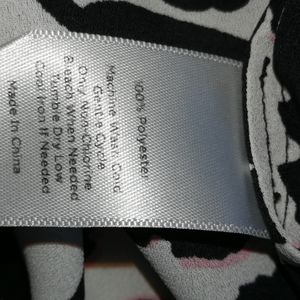 100% Polyester
Machine Wash Cold
Gentle Cycle
Only Non-Chlorine
Bleach When Needed
Tumble Dry Low
Cool Iron If Needed
Made In China